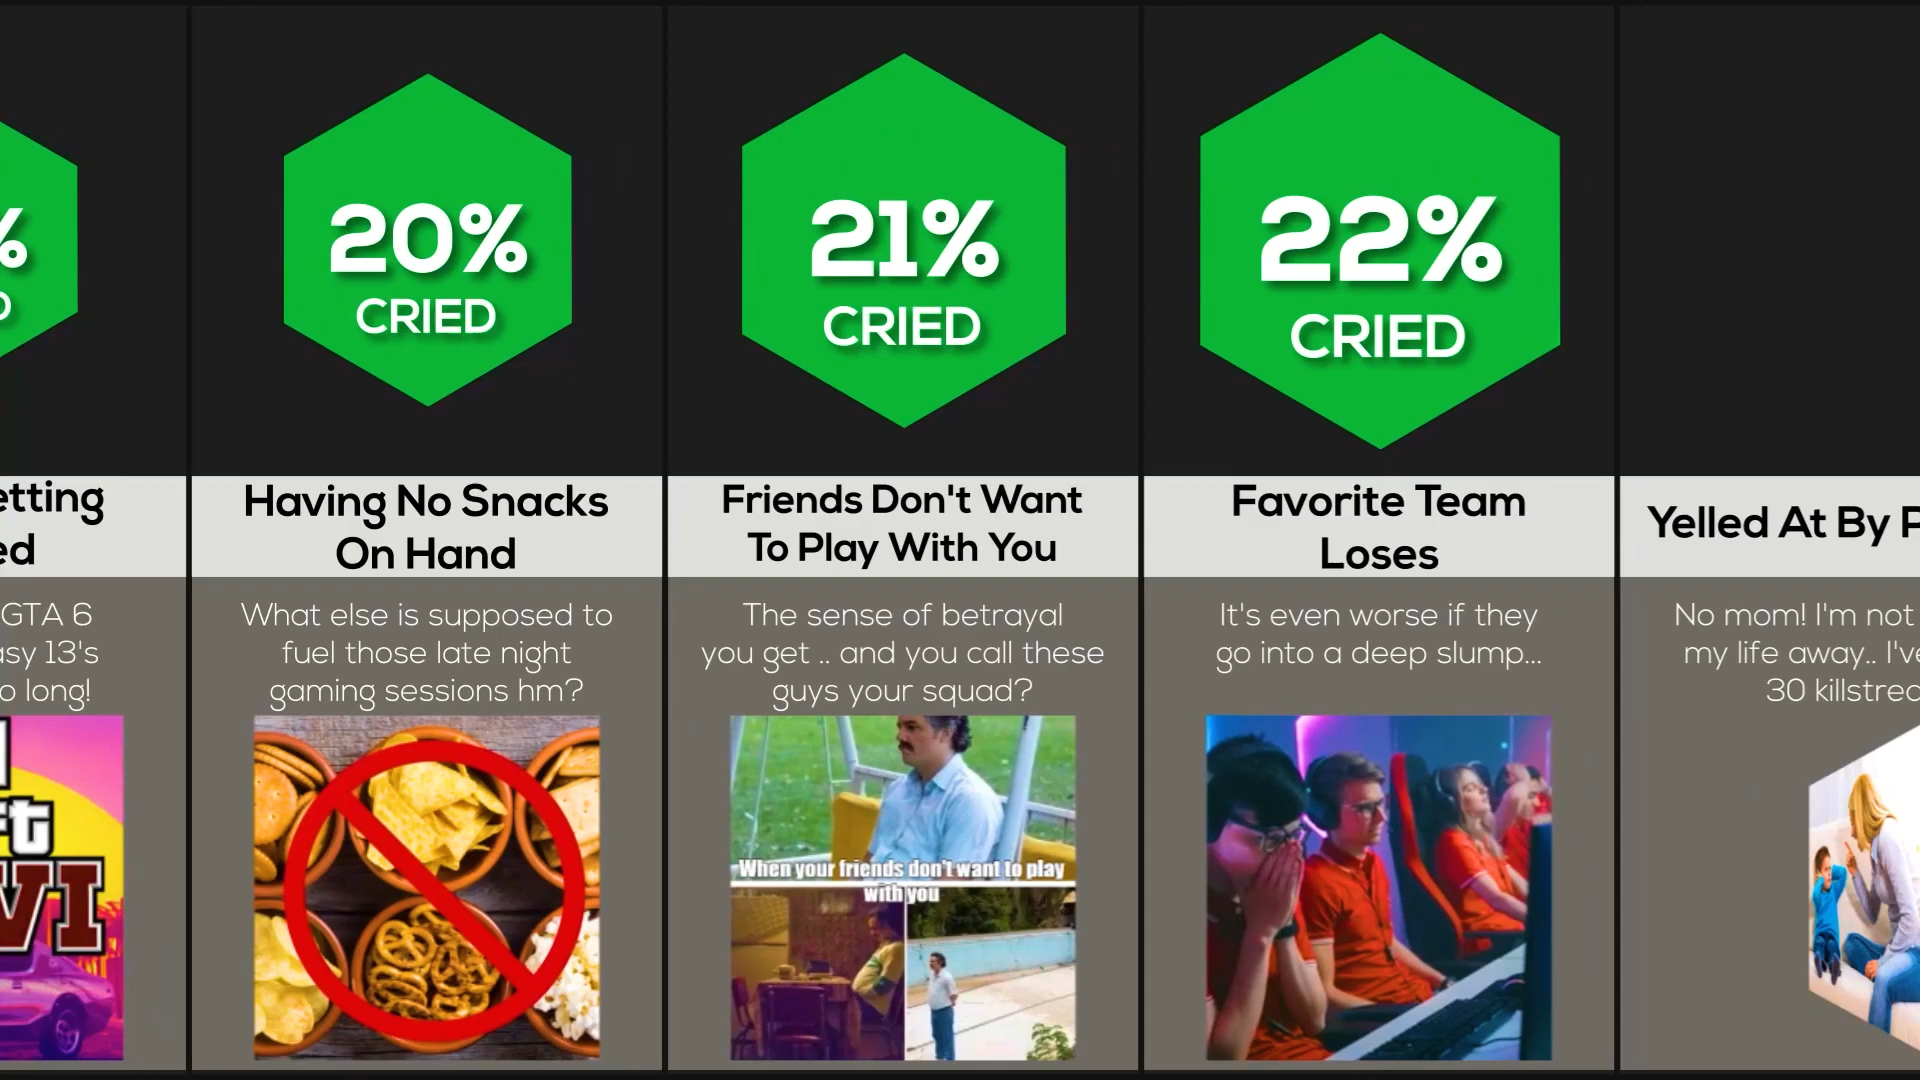 %
20%
CRIED
21%
CRIED
22%
CRIED
Having No Snacks
On Hand
Friends Don't Want
To Play With You
Favorite Team
Loses
Yelled At By
GTA 6
13's
long!
What else is supposed to
fuel those late night
gaming sessions hm?
The sense of betrayal
you get .. and you call these
guys your squad?
It's even worse if they
go into a deep slump...
No mom! I'm not
my life away.. I've
30
VI
When your friends don't want to play
with you